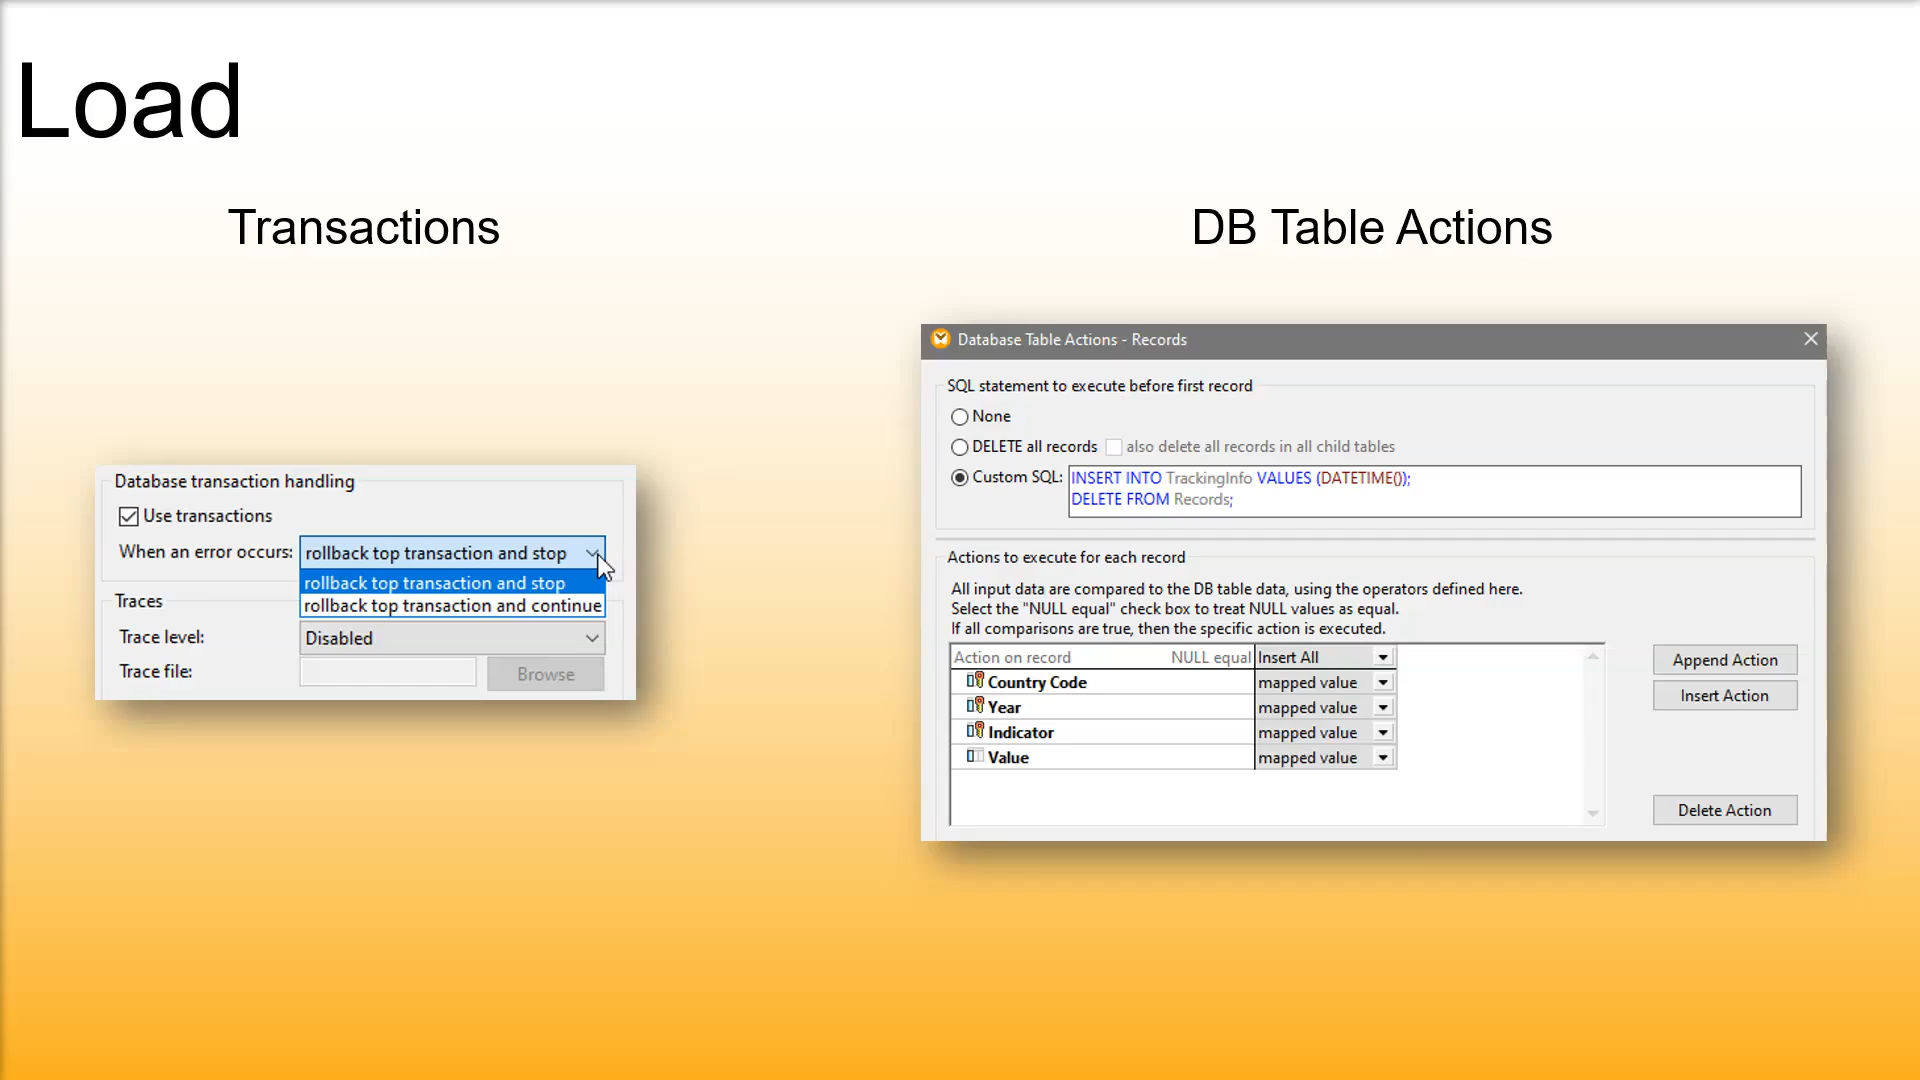 Load
Transactions
DB Table Actions
Database transaction handling
Use transactions
When an error occurs: rollback top transaction and stop
rollback top transaction and stop
rollback top transaction and continue
Traces
Trace level: Disabled
Trace file: Browse
Database Table Actions - Records
SQL statement to execute before first record
None
DELETE all records also delete all records in all child tables
Custom SQL: INSERT INTO TrackingInfo VALUES (DATETIME());
DELETE FROM Records;
Actions to execute for each record
All input data are compared to the DB table data, using the operators defined here.
Select the "NULL equal" check box to treat NULL values as equal.
If all comparisons are true, then the specific action is executed.
Action on record NULL equal Insert All
Country Code mapped value
Year mapped value
Indicator mapped value
Value mapped value
Append Action
Insert Action
Delete Action